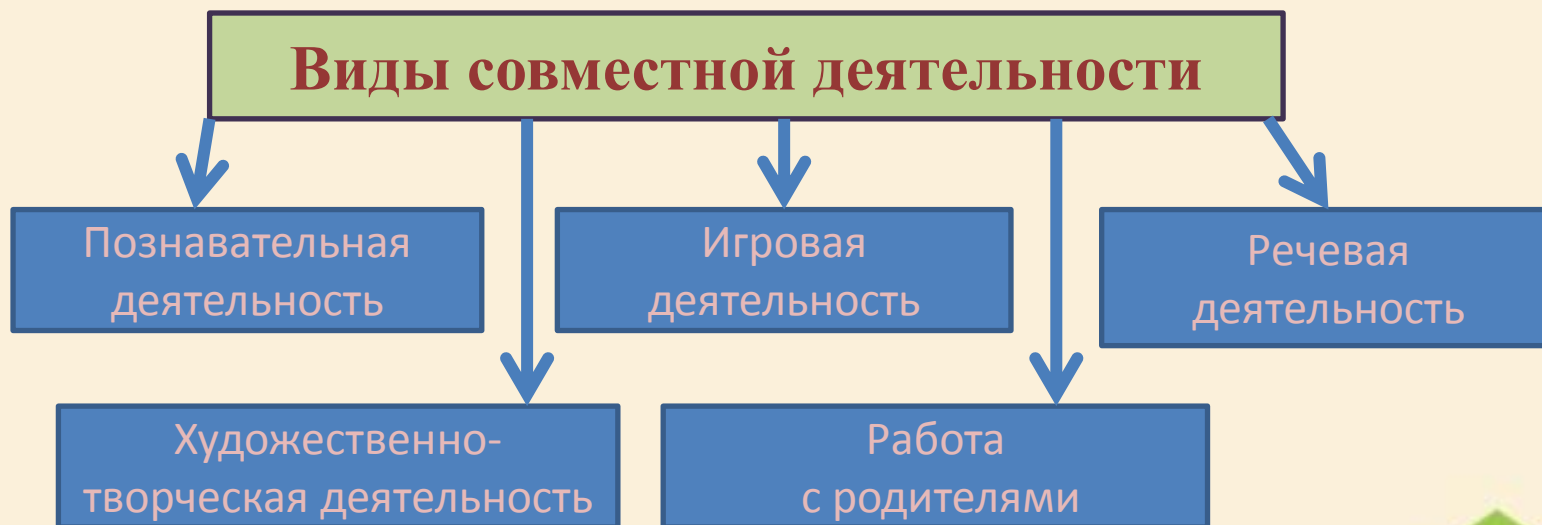 Виды совместной деятельности
Познавательная
деятельность
Игровая
деятельность
Речевая
деятельность
Художественно-
творческая деятельность
Работа
с родителями